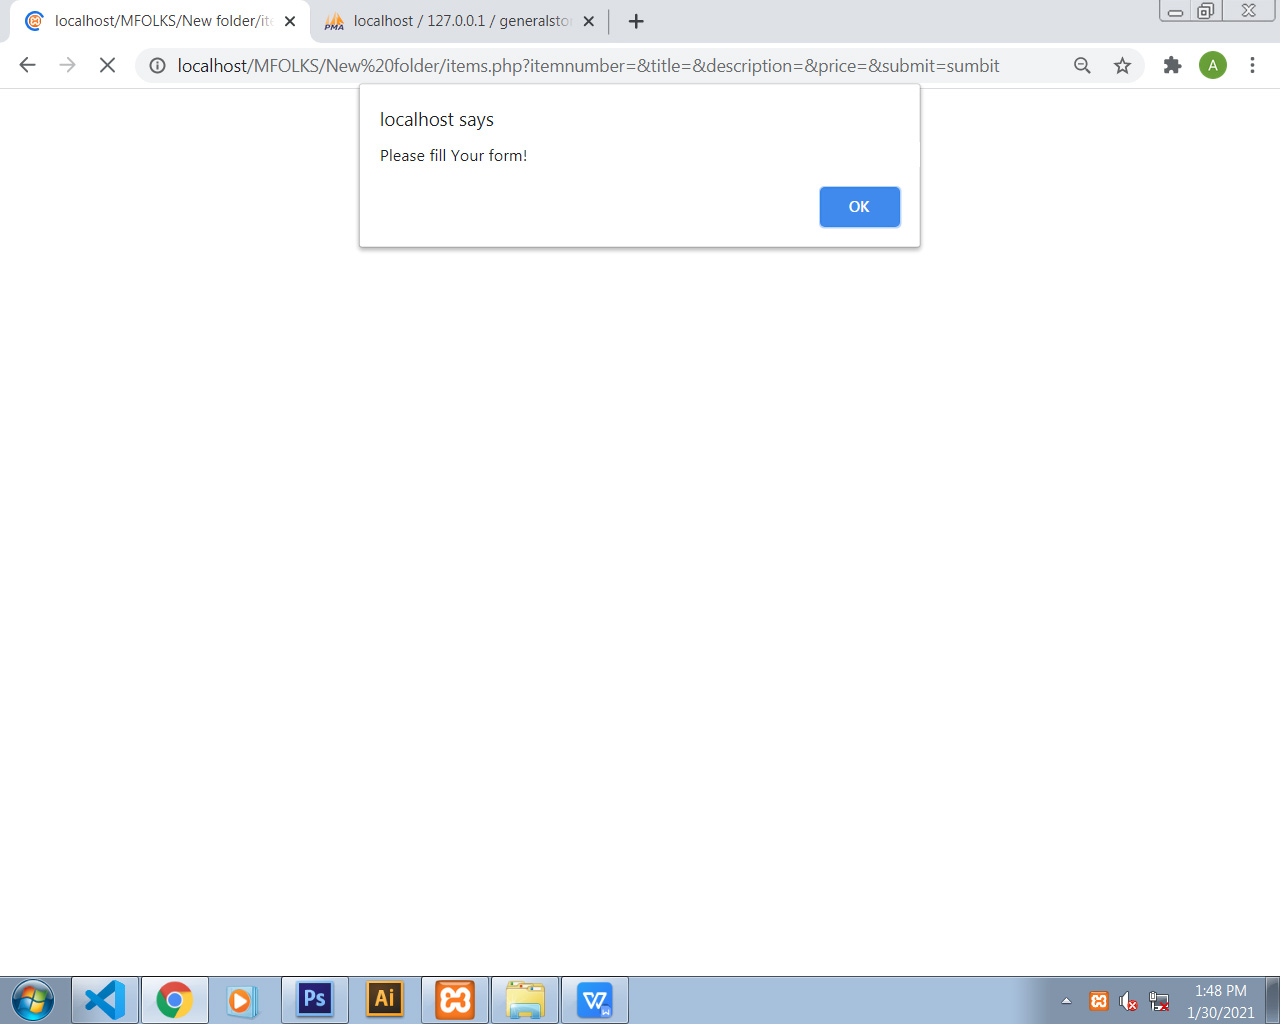 localhost/MFOLKS/New folder/ite
localhost / 127.0.0.1 / generalsto
localhost/MFOLKS/New%20folder/items.php?itemnumber=&title=&description=&price=&submit=sumbit
A
localhost says
Please fill Your form!
OK
PMA
Ps
Ai
W
1:48 PM
1/30/2021